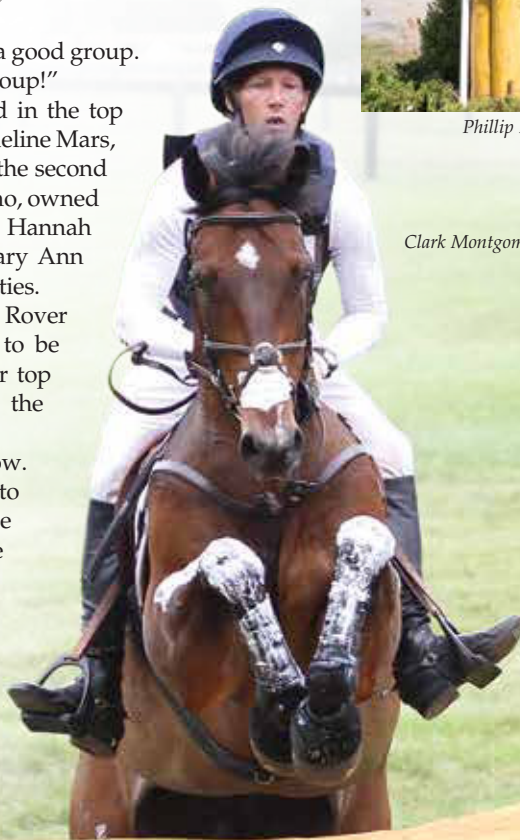 a good group.
oup!”
d in the top
eline Mars,
the second
no, owned
Hannah
ary Ann
ties.
Rover
to be
r top
the
ow.
to
e
e
Phillip
Clark Montgom